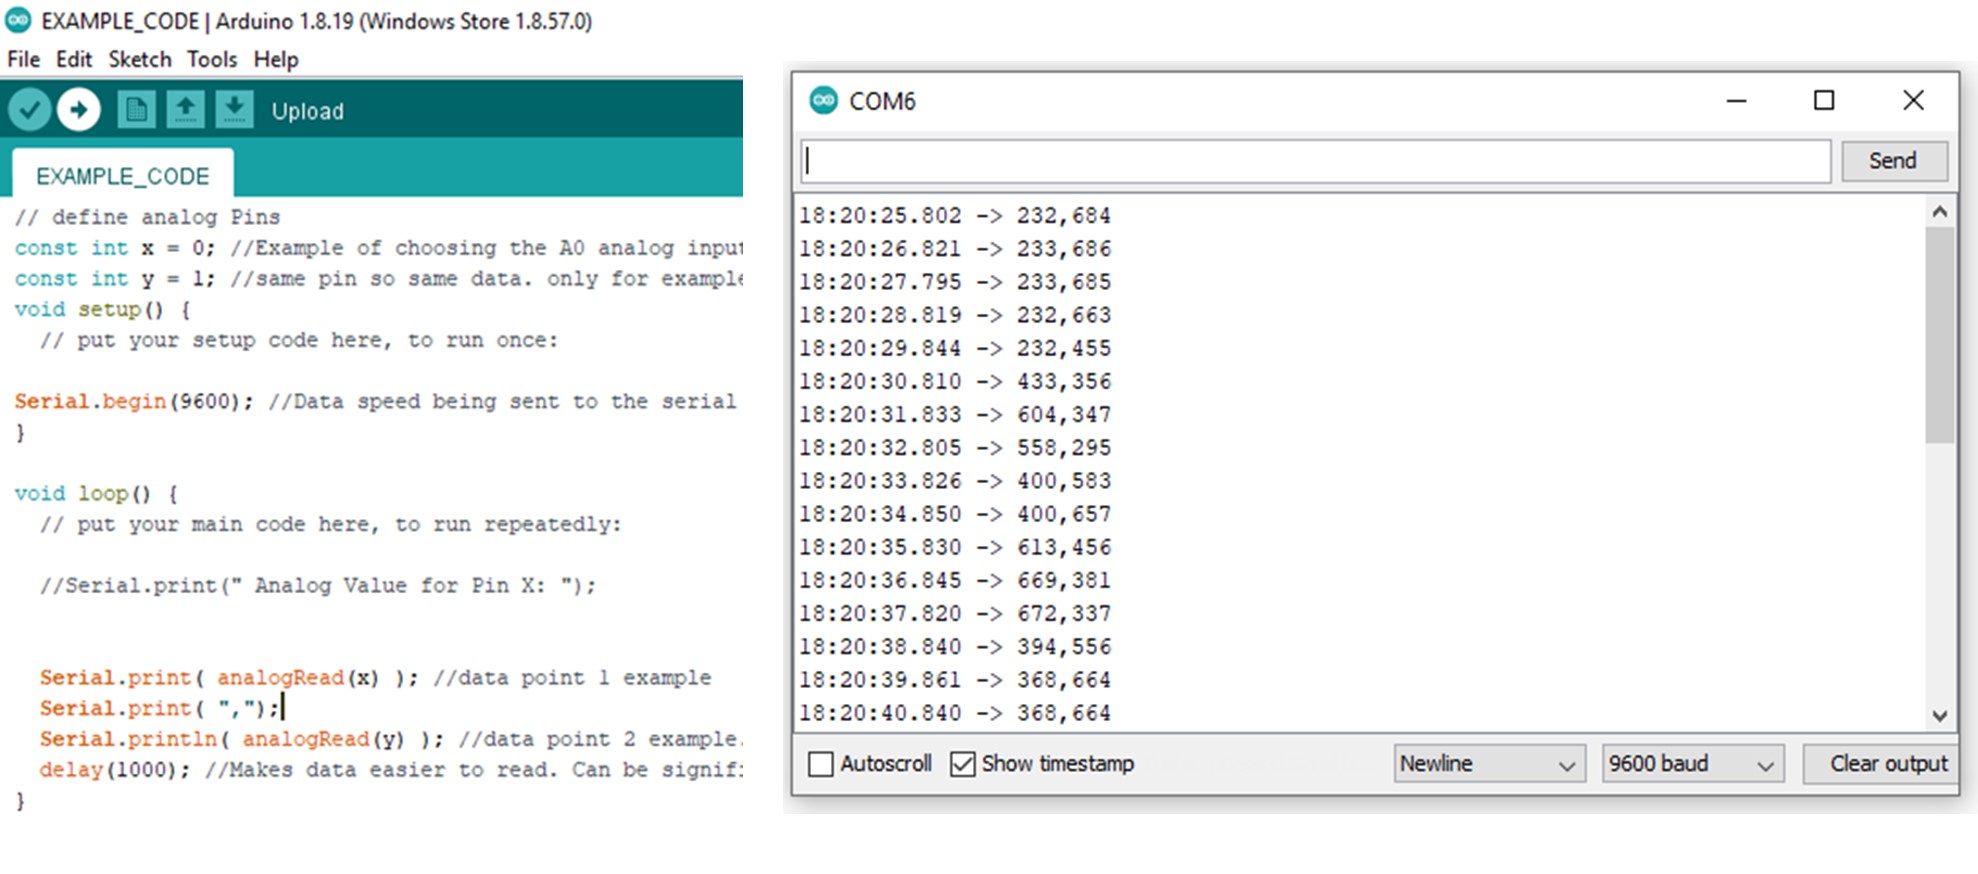 EXAMPLE_CODE | Arduino 1.8.19 (Windows Store 1.8.57.0)
File Edit Sketch Tools Help
Upload
EXAMPLE_CODE
// define analog Pins
const int x = 0; //Example of choosing the A0 analog input
const int y = 1; //same pin so same data. only for example
void setup() {
// put your setup code here, to run once:
Serial.begin(9600); //Data speed being sent to the serial
}
void loop() {
// put your main code here, to run repeatedly:
//Serial.print(" Analog Value for Pin X: ");
Serial.print( analogRead(x) ); //data point 1 example
Serial.print( ",");
Serial.println( analogRead(y) ); //data point 2 example.
delay(1000); //Makes data easier to read. Can be signifi
}
COM6
Send
18:20:25.802 -> 232,684
18:20:26.821 -> 233,686
18:20:27.795 -> 233,685
18:20:28.819 -> 232,663
18:20:29.844 -> 232,455
18:20:30.810 -> 433,356
18:20:31.833 -> 604,347
18:20:32.805 -> 558,295
18:20:33.826 -> 400,583
18:20:34.850 -> 400,657
18:20:35.830 -> 613,456
18:20:36.845 -> 669,381
18:20:37.820 -> 672,337
18:20:38.840 -> 394,556
18:20:39.861 -> 368,664
18:20:40.840 -> 368,664
Autoscroll Show timestamp Newline 9600 baud Clear output